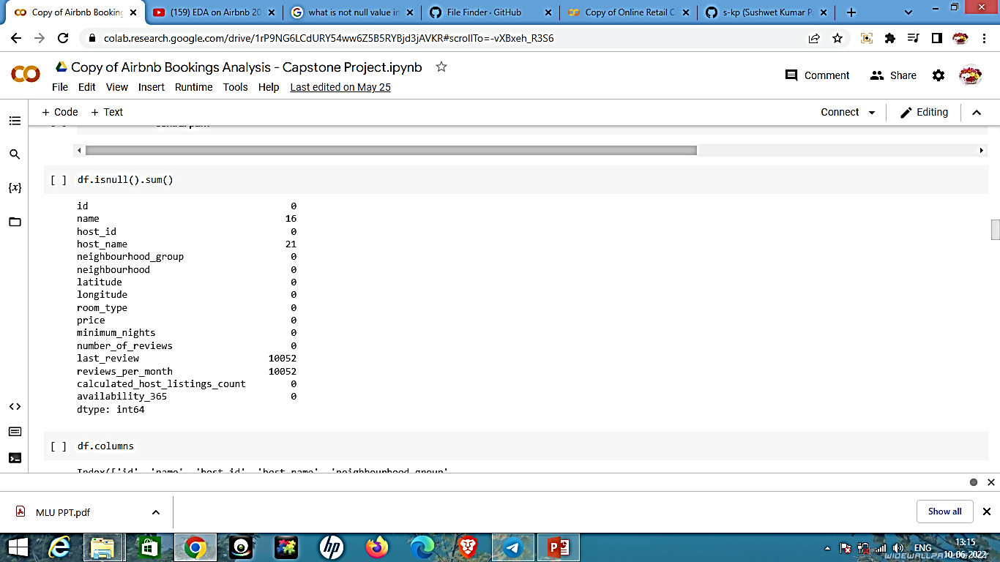 Copy of Airbnb Booking
(159) EDA on Airbnb 20
what is not null value in
File Finder · GitHub
Copy of Online Retail C
s-kp (Sushwet Kumar P
colab.research.google.com/drive/1rP9NG6LCdURY54ww6Z5B5RYBjd3jAVKR#scrollTo=-vXBxeh_R3S6
Copy of Airbnb Bookings Analysis - Capstone Project.ipynb
Comment Share
File Edit View Insert Runtime Tools Help Last edited on May 25
+ Code + Text Connect Editing
[ ] df.isnull().sum()
id 0
name 16
host_id 0
host_name 21
neighbourhood_group 0
neighbourhood 0
latitude 0
longitude 0
room_type 0
price 0
minimum_nights 0
number_of_reviews 0
last_review 10052
reviews_per_month 10052
calculated_host_listings_count 0
availability_365 0
dtype: int64
[ ] df.columns
Index(['id', 'name', 'host_id', 'host_name', 'neighbourhood_group',
MLU PPT.pdf Show all
ENG 13:15
10-06-2022